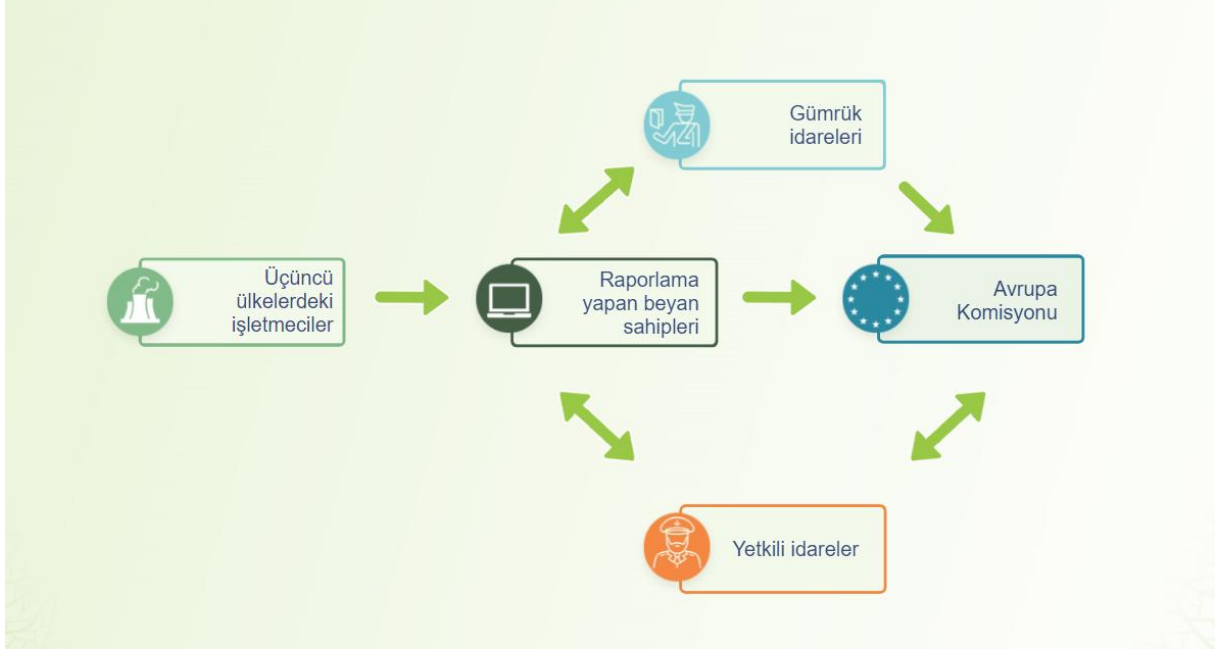 Gümrük
idareleri
Üçüncü
ülkelerdeki
işletmeciler
Raporlama
yapan beyan
sahipleri
Avrupa
Komisyonu
Yetkili idareler